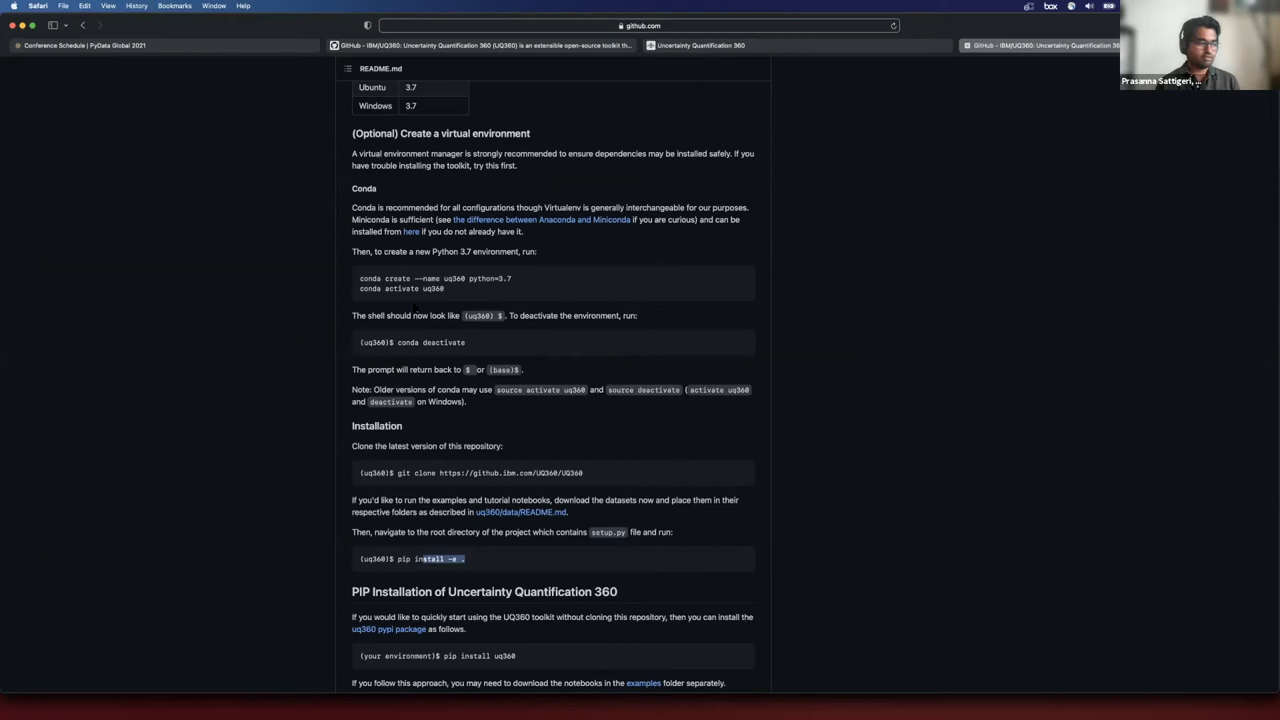 Safari File Edit View History Bookmarks Window Help
box
github.com
Conference Schedule | PyData Global 2021
GitHub - IBM/UQ360: Uncertainty Quantification 360 (UQ360) is an extensible open-source toolkit th...
Uncertainty Quantification 360
GitHub - IBM/UQ360: Uncertainty Quantification 36
Prasanna Sattigeri, ...
README.md
Ubuntu 3.7
Windows 3.7
(Optional) Create a virtual environment
A virtual environment manager is strongly recommended to ensure dependencies may be installed safely. If you
have trouble installing the toolkit, try this first.
Conda
Conda is recommended for all configurations though Virtualenv is generally interchangeable for our purposes.
Miniconda is sufficient (see the difference between Anaconda and Miniconda if you are curious) and can be
installed from here if you do not already have it.
Then, to create a new Python 3.7 environment, run:
conda create --name uq360 python=3.7
conda activate uq360
The shell should now look like (uq360) $. To deactivate the environment, run:
(uq360)$ conda deactivate
The prompt will return back to $ or (base)$.
Note: Older versions of conda may use source activate uq360 and source deactivate (activate uq360
and deactivate on Windows).
Installation
Clone the latest version of this repository:
(uq360)$ git clone https://github.ibm.com/UQ360/UQ360
If you'd like to run the examples and tutorial notebooks, download the datasets now and place them in their
respective folders as described in uq360/data/README.md.
Then, navigate to the root directory of the project which contains setup.py file and run:
(uq360)$ pip install -e .
PIP Installation of Uncertainty Quantification 360
If you would like to quickly start using the UQ360 toolkit without cloning this repository, then you can install the
uq360 pypi package as follows.
(your environment)$ pip install uq360
If you follow this approach, you may need to download the notebooks in the examples folder separately.